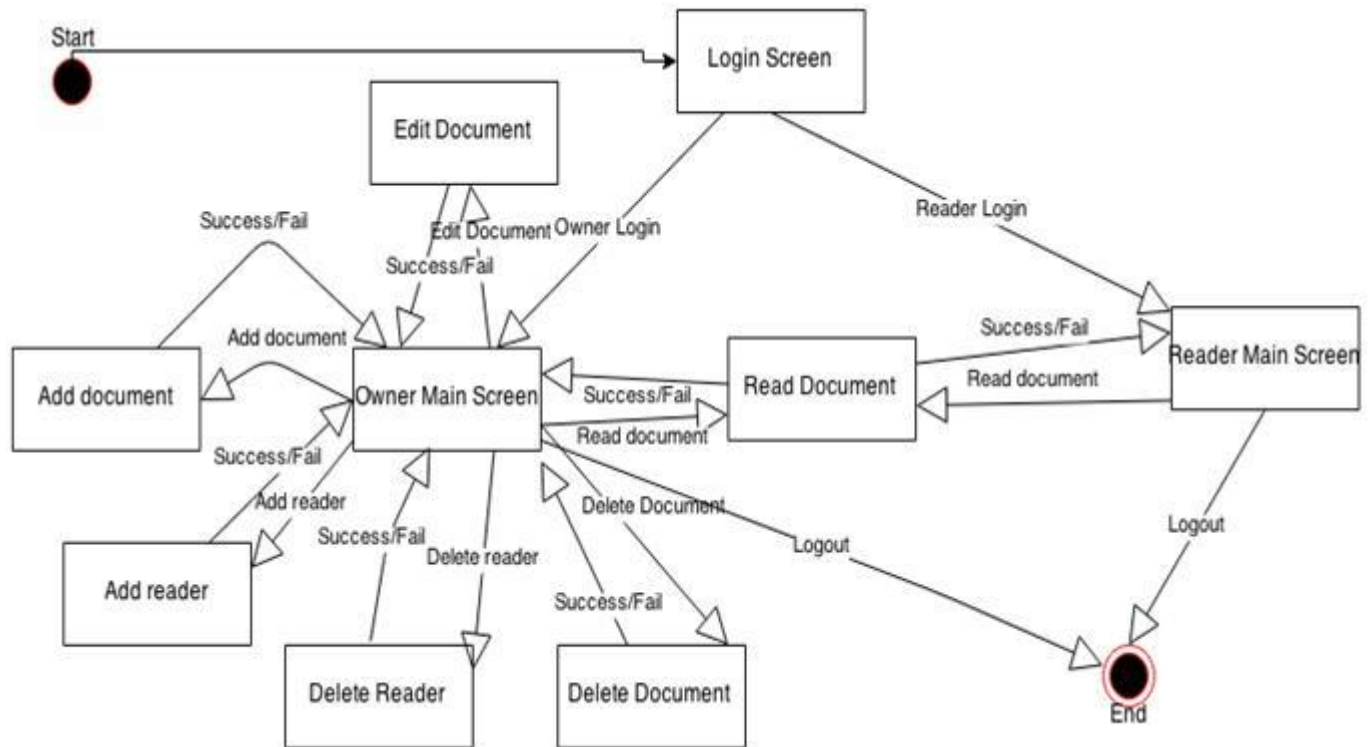 Start
Login Screen
Edit Document
Reader Login
Success/Fail
Edit Document
Owner Login
Success/Fail
Success/Fail
Add document
Reader Main Screen
Add document
Owner Main Screen
Read Document
Read document
Success/Fail
Read document
Success/Fail
Add reader
Delete Document
Success/Fail
Delete reader
Logout
Logout
Add reader
Success/Fail
Delete Reader
Delete Document
End